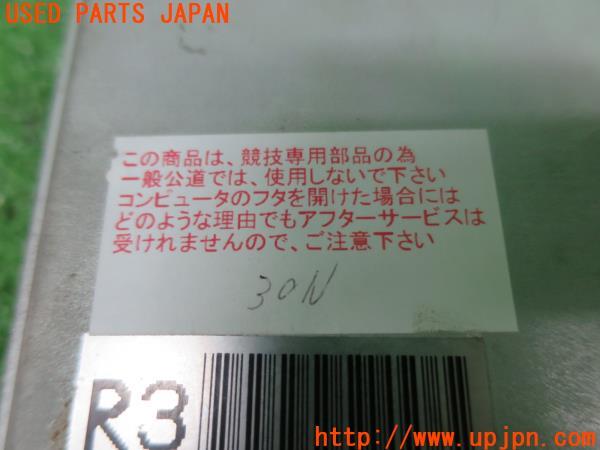 USED PARTS JAPAN
この商品は、競技専用部品の為
一般公道では、使用しないで下さい
コンピュータのフタを開けた場合には
どのような理由でもアフターサービスは
受けれませんので、ご注意下さい
30N
R3
http://www.upjpn.com